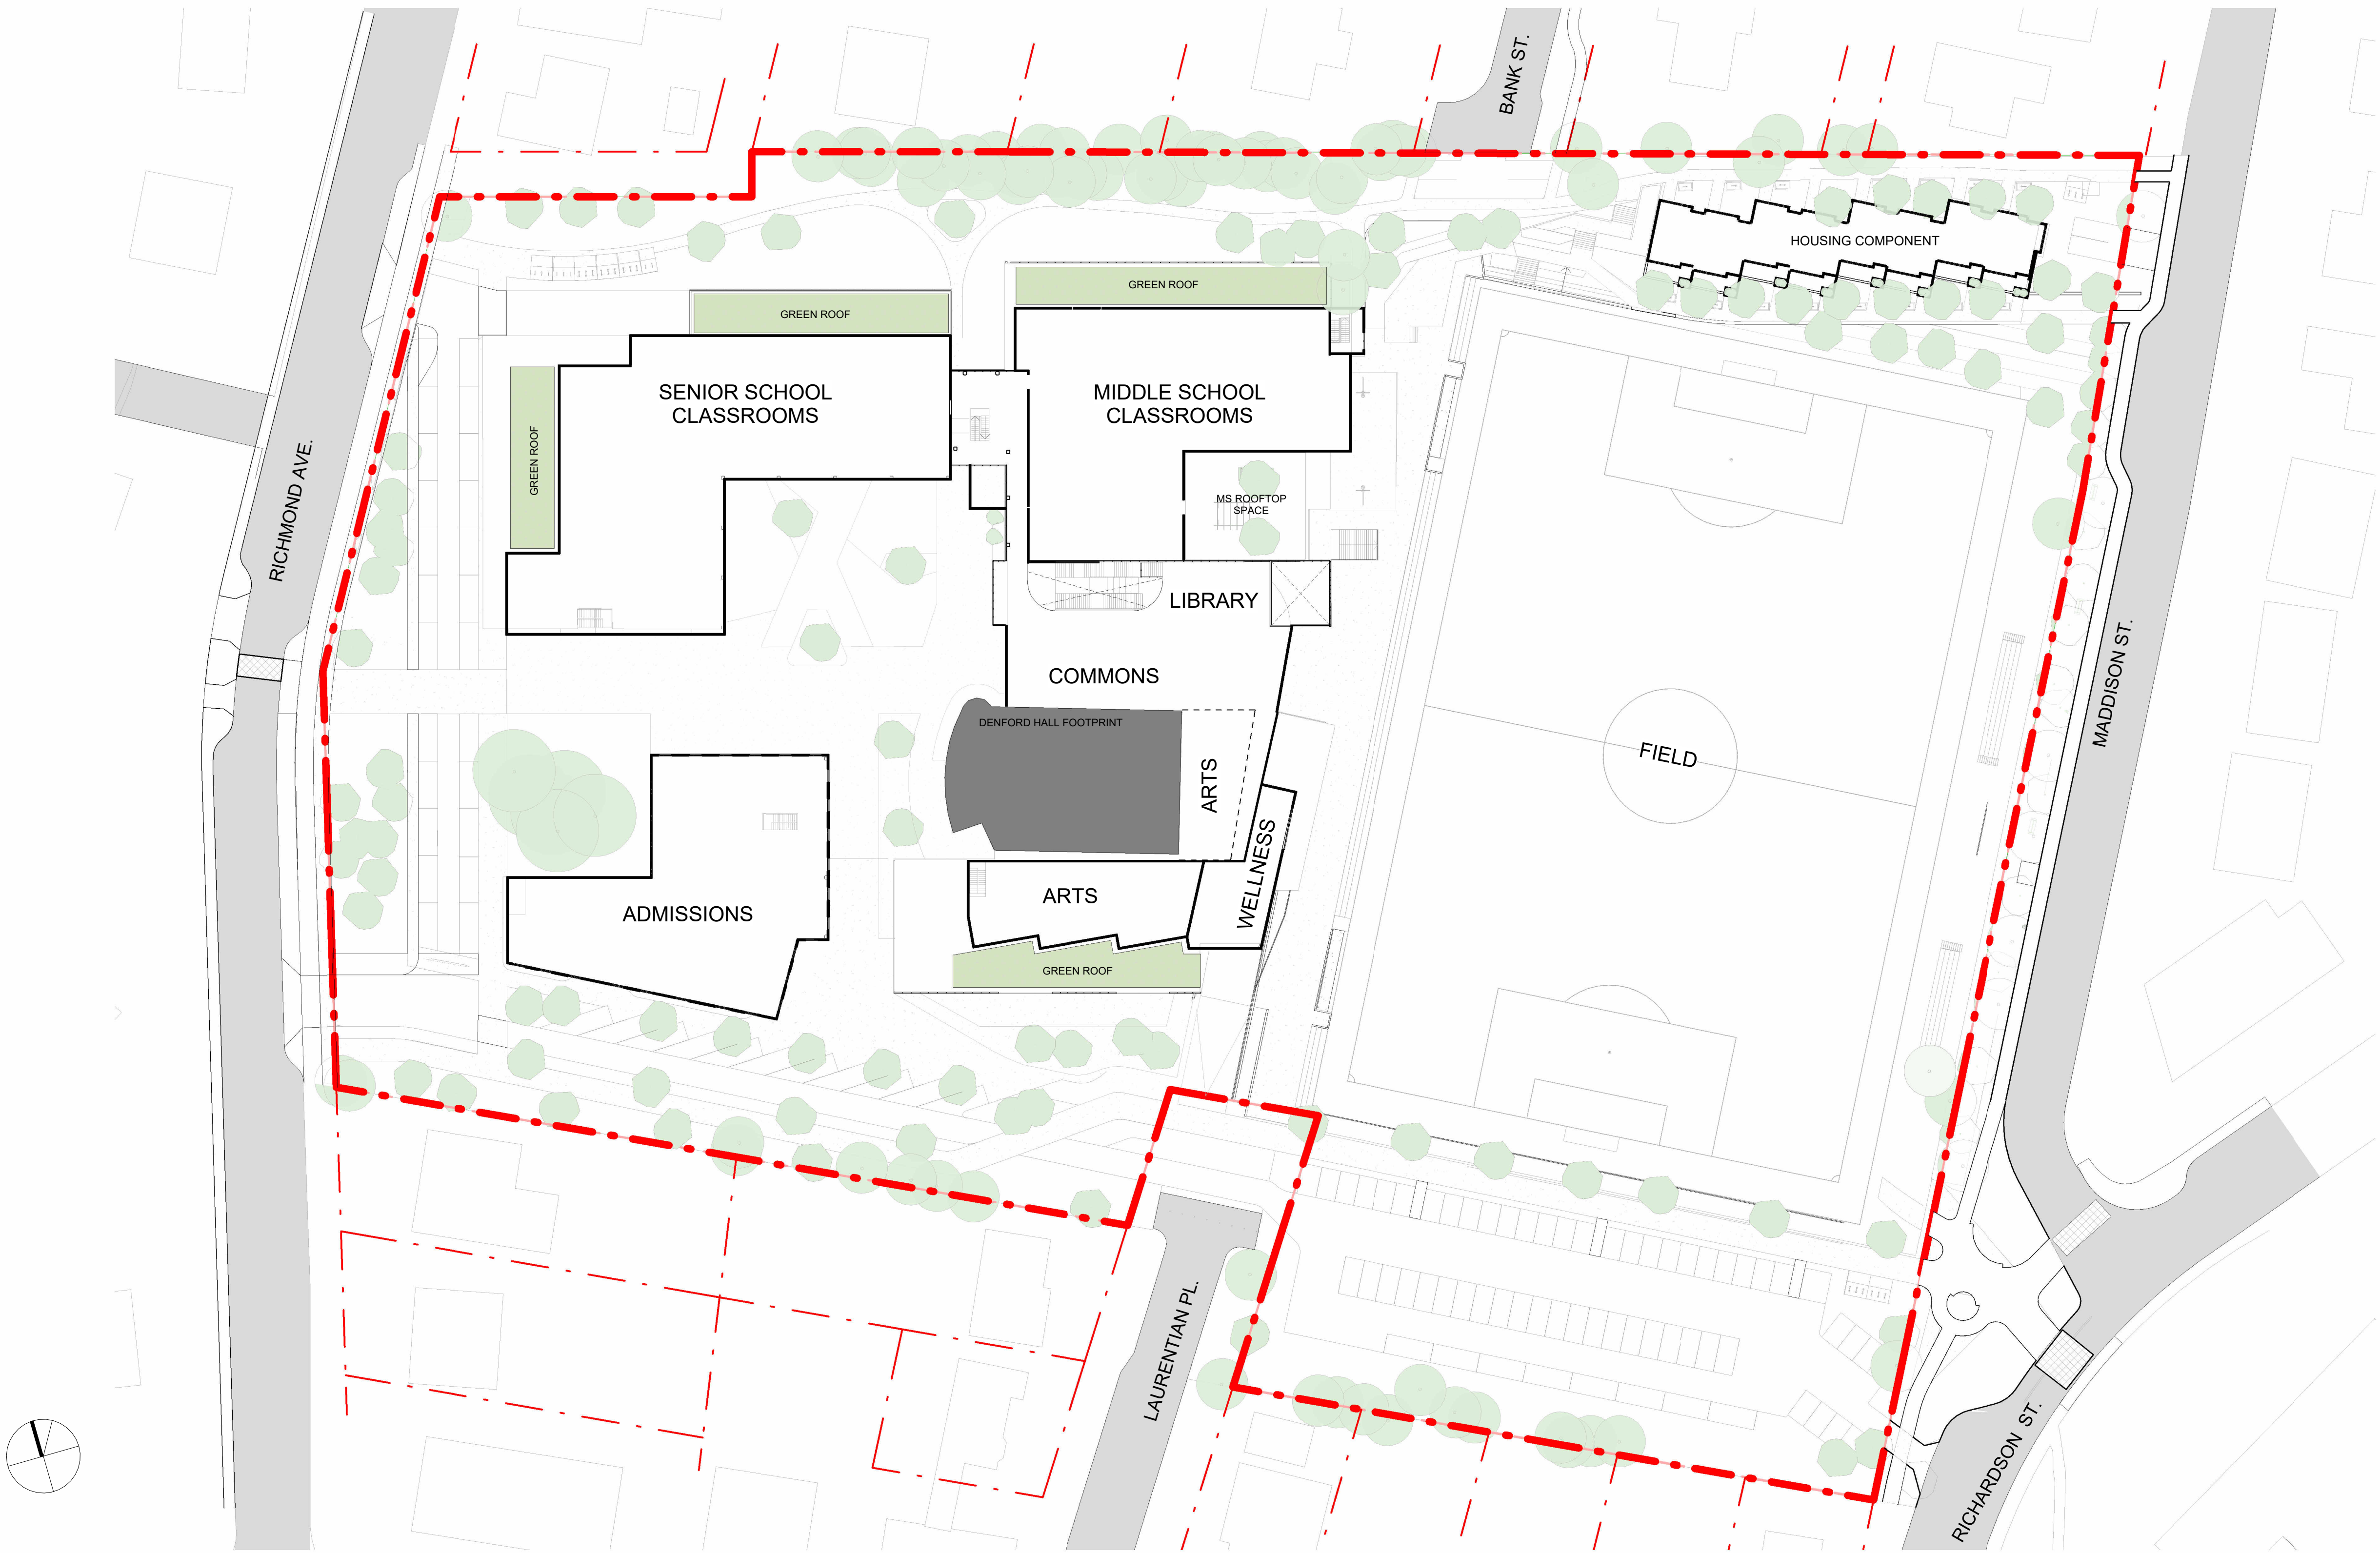 BANK ST.
HOUSING COMPONENT
GREEN ROOF
GREEN ROOF
SENIOR SCHOOL
CLASSROOMS
MIDDLE SCHOOL
CLASSROOMS
GREEN ROOF
RICHMOND AVE.
MS ROOFTOP
SPACE
LIBRARY
COMMONS
DENFORD HALL FOOTPRINT
ARTS
FIELD
MADDISON ST.
WELLNESS
ARTS
ADMISSIONS
GREEN ROOF
LAURENTIAN PL.
RICHARDSON ST.